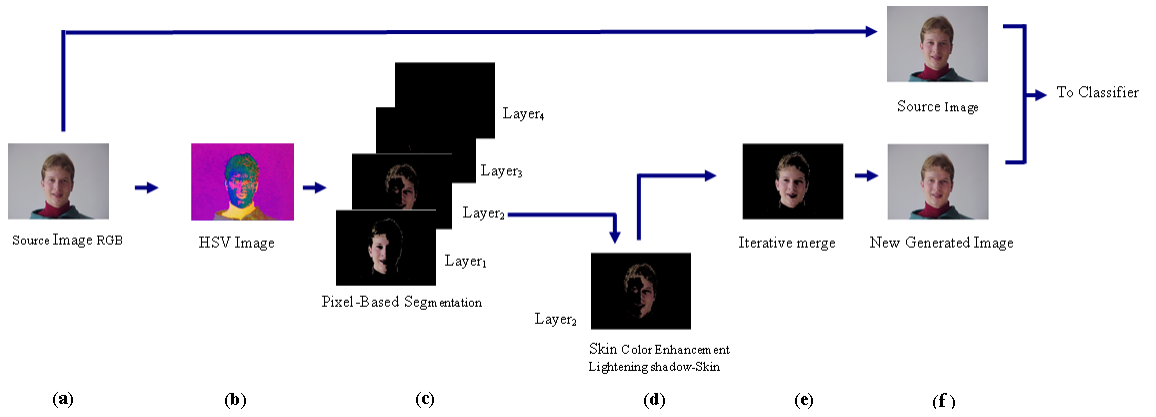 Source Image RGB
HSV Image
Layer₄
Layer₃
Layer₂
Layer₁
Pixel-Based Segmentation
Layer₂
Skin Color Enhancement
Lightening shadow-Skin
Iterative merge
Source Image
New Generated Image
To Classifier
(a) (b) (c) (d) (e) (f)